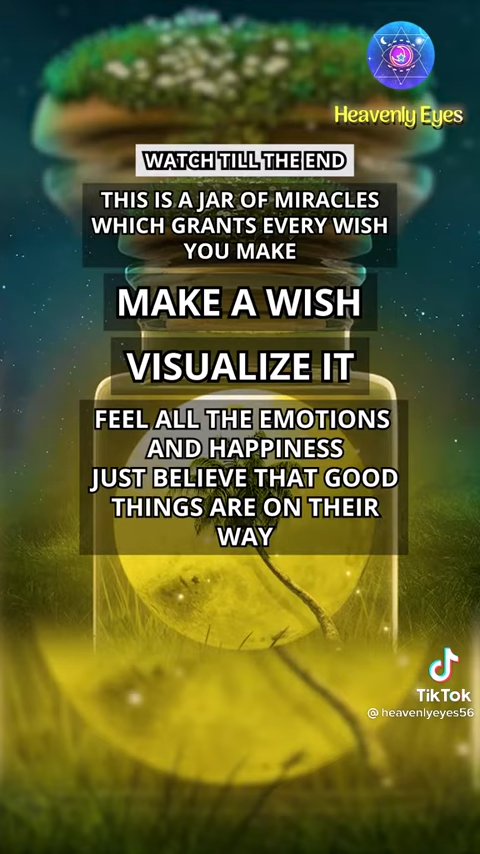 Heavenly Eyes
WATCH TILL THE END
THIS IS A JAR OF MIRACLES
WHICH GRANTS EVERY WISH
YOU MAKE
MAKE A WISH
VISUALIZE IT
FEEL ALL THE EMOTIONS
AND HAPPINESS
JUST BELIEVE THAT GOOD
THINGS ARE ON THEIR
WAY
TikTok
@heavenlyeyes56